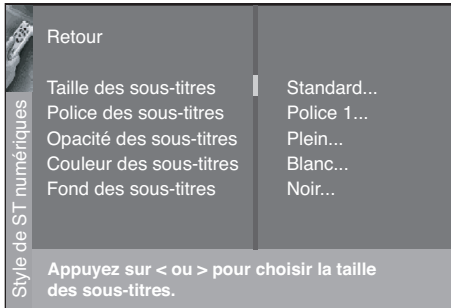 Style de ST numériques
Retour
Taille des sous-titres Standard...
Police des sous-titres Police 1...
Opacité des sous-titres Plein...
Couleur des sous-titres Blanc...
Fond des sous-titres Noir...
Appuyez sur < ou > pour choisir la taille
des sous-titres.